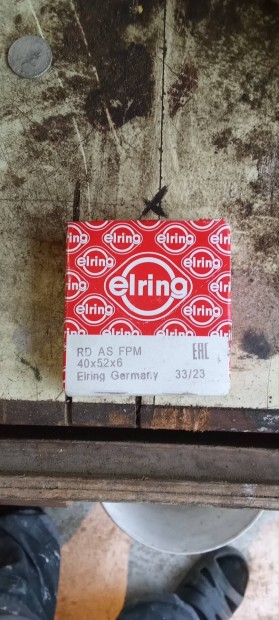 elring
RD AS FPM
40x52x6
EAC
Elring Germany 33/23